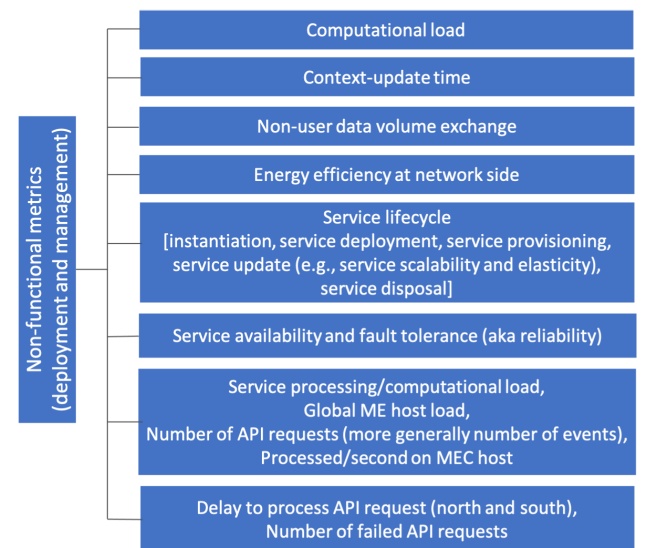 Non-functional metrics
(deployment and management)
Computational load
Context-update time
Non-user data volume exchange
Energy efficiency at network side
Service lifecycle
[instantiation, service deployment, service provisioning,
service update (e.g., service scalability and elasticity),
service disposal]
Service availability and fault tolerance (aka reliability)
Service processing/computational load,
Global ME host load,
Number of API requests (more generally number of events),
Processed/second on MEC host
Delay to process API request (north and south),
Number of failed API requests